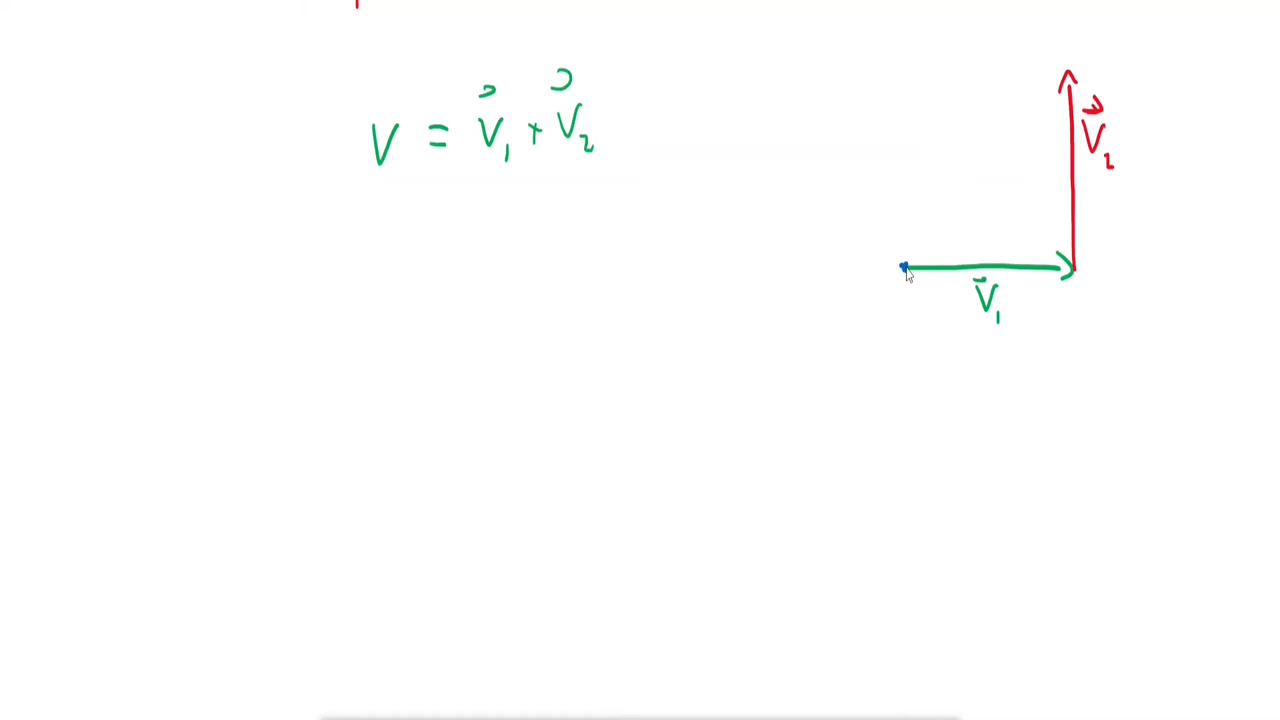 V = V₁ + V₂
V₂
V₁